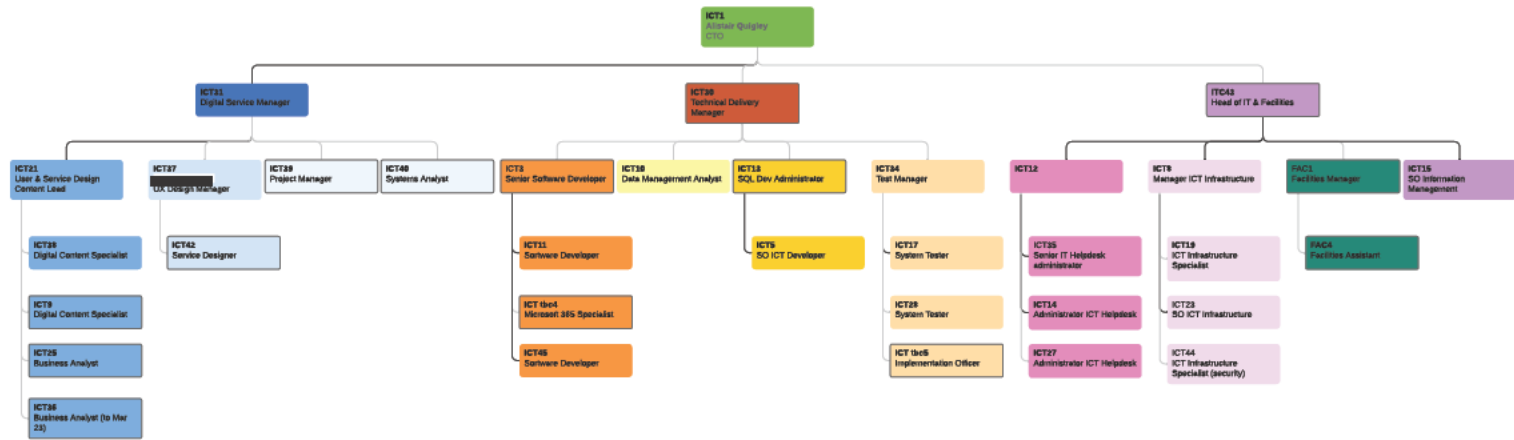 ICT1
Alistair Quigley
CTO
ICT31
Digital Service Manager
ICT30
Technical Delivery
Manager
ITC43
Head of IT & Facilities
ICT21
User & Service Design
Content Lead
ICT37
UX Design Manager
ICT39
Project Manager
ICT40
Systems Analyst
ICT3
Senior Software Developer
ICT10
Data Management Analyst
ICT13
SQL Dev Administrator
ICT34
Test Manager
ICT12
ICT8
Manager ICT Infrastructure
FAC1
Facilities Manager
ICT15
SO Information
Management
ICT38
Digital Content Specialist
ICT42
Service Designer
ICT11
Software Developer
ICT5
SO ICT Developer
ICT17
System Tester
ICT35
Senior IT Helpdesk
administrator
ICT19
ICT Infrastructure
Specialist
FAC4
Facilities Assistant
ICT9
Digital Content Specialist
ICT tbc4
Microsoft 365 Specialist
ICT28
System Tester
ICT14
Administrator ICT Helpdesk
ICT23
SO ICT Infrastructure
ICT25
Business Analyst
ICT45
Software Developer
ICT tbc5
Implementation Officer
ICT27
Administrator ICT Helpdesk
ICT44
ICT Infrastructure
Specialist (security)
ICT36
Business Analyst (to Mar
23)